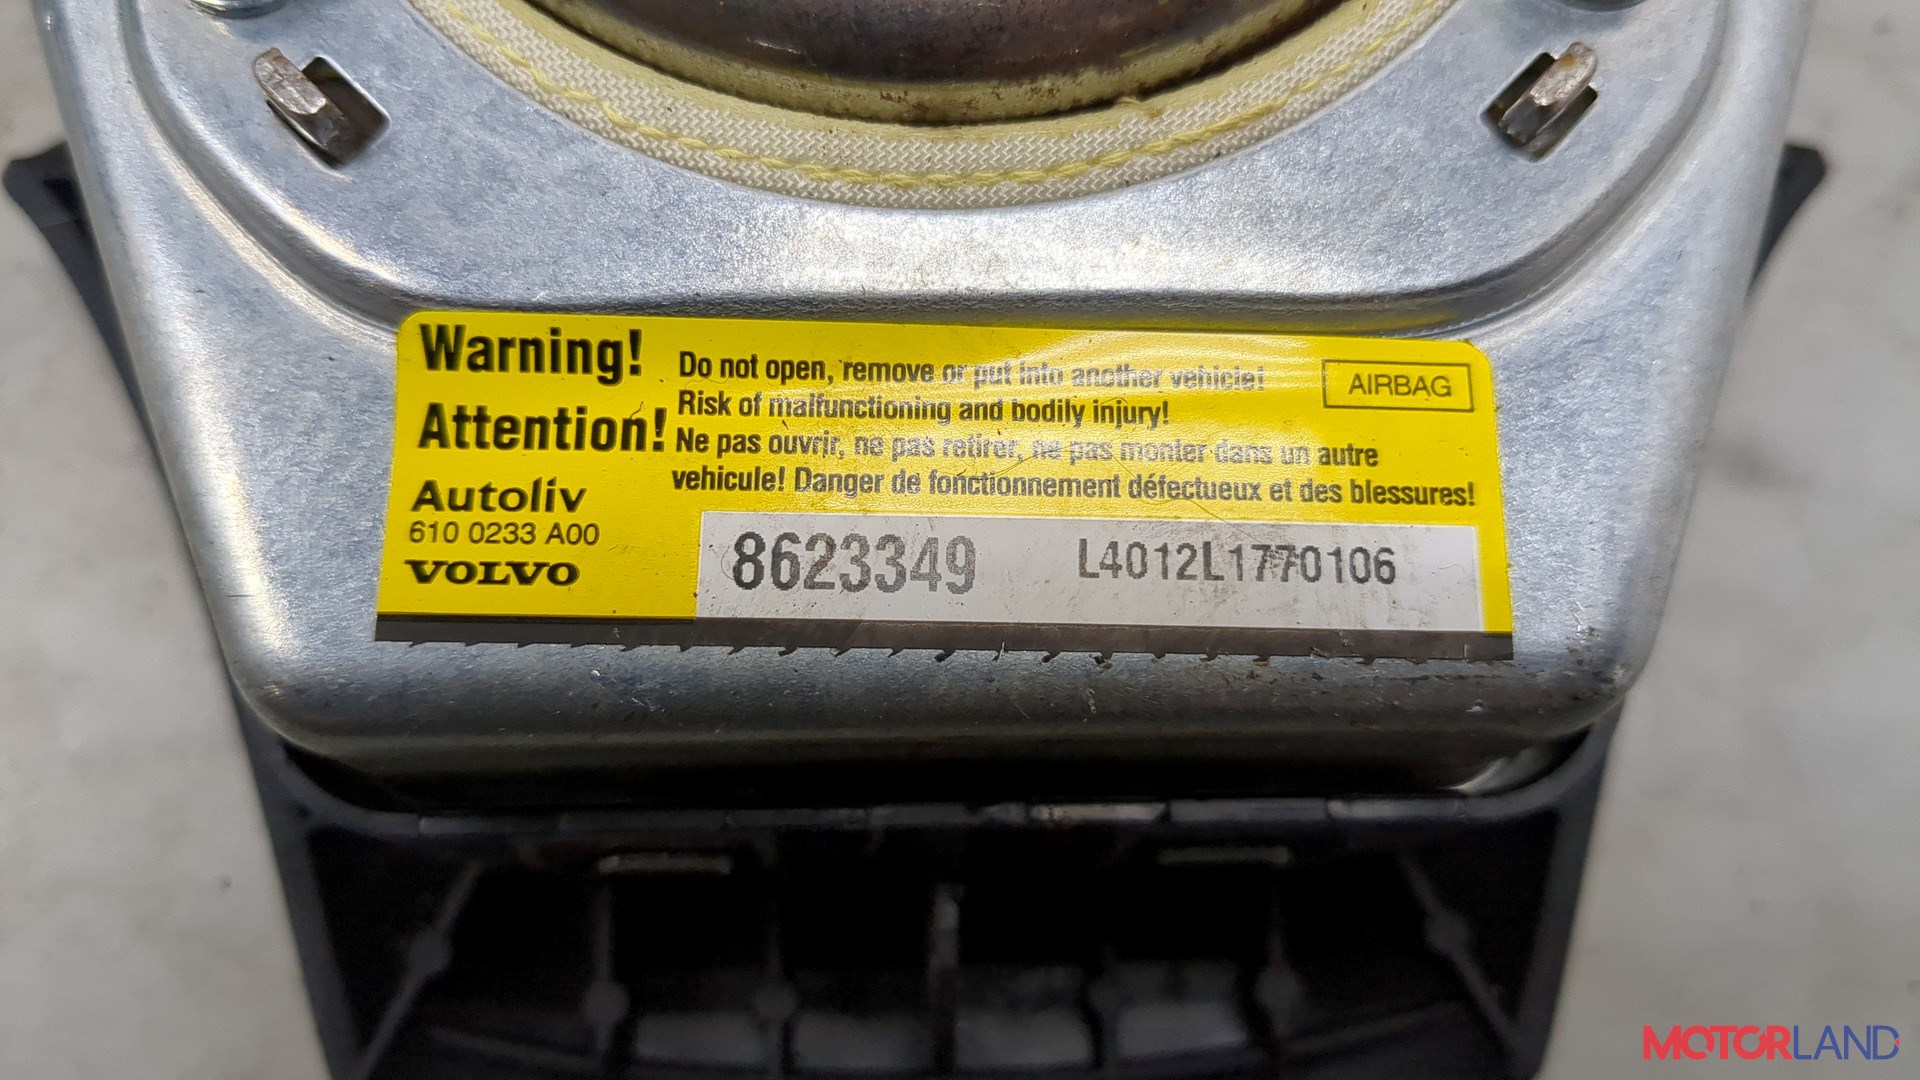 Warning!
Do not open, remove or put into another vehicle!
Risk of malfunctioning and bodily injury!
AIRBAG
Attention!
Ne pas ouvrir, ne pas retirer, ne pas monter dans un autre
vehicule! Danger de fonctionnement défectueux et des blessures!
Autoliv
610 0233 A00
VOLVO
8623349
L4012L1770106
MOTORLAND